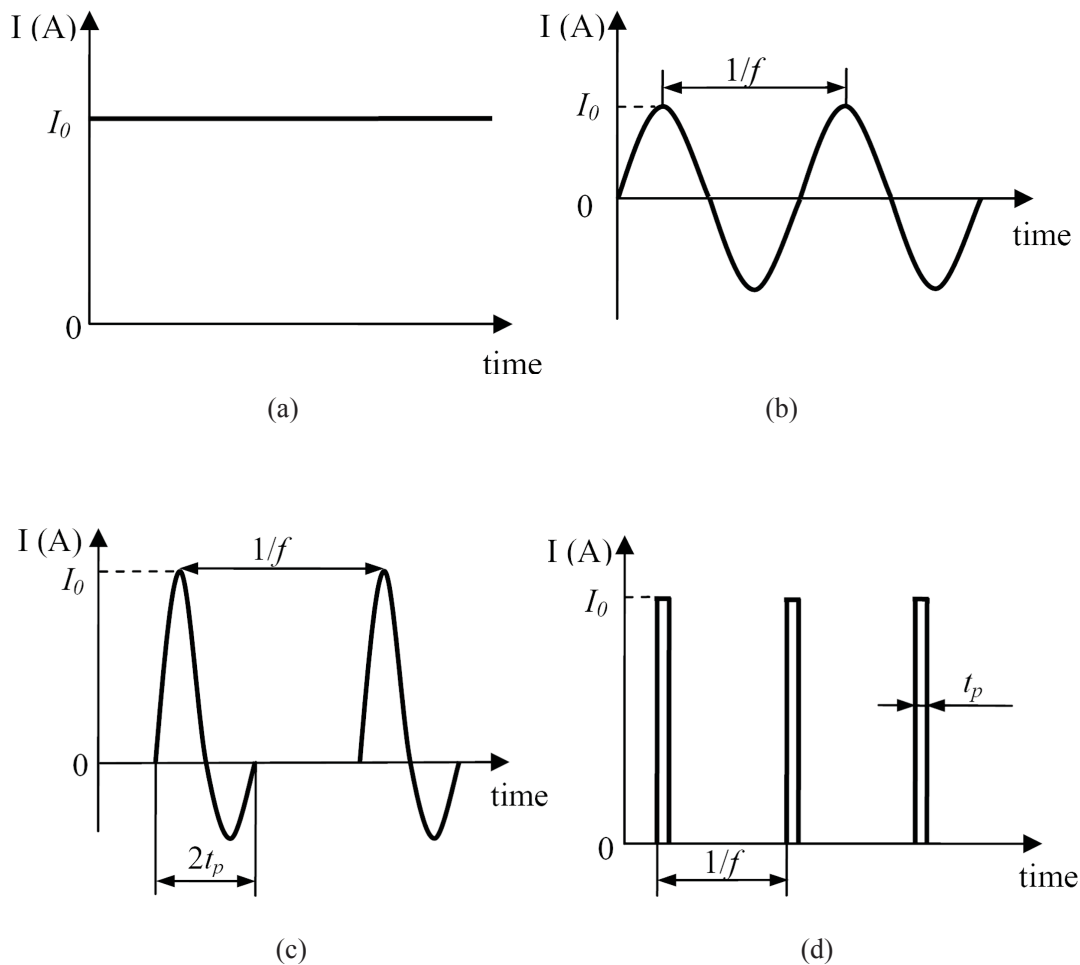 I (A)
I₀
0
time
(a)
I (A)
1/f
I₀
0
time
(b)
I (A)
1/f
I₀
0
time
2tₚ
(c)
I (A)
I₀
tₚ
0
1/f
time
(d)